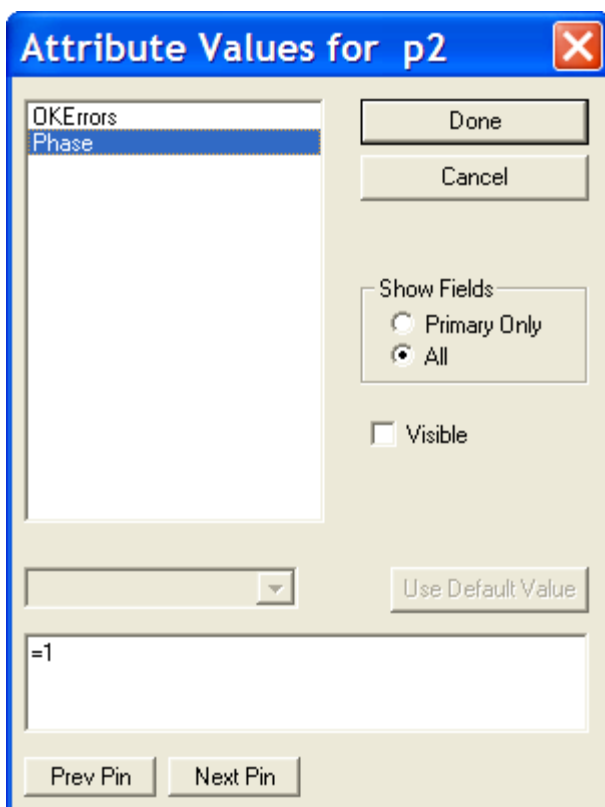 Attribute Values for p2
OKErrors
Phase
Done
Cancel
Show Fields
Primary Only
All
Visible
Use Default Value
=1
Prev Pin
Next Pin